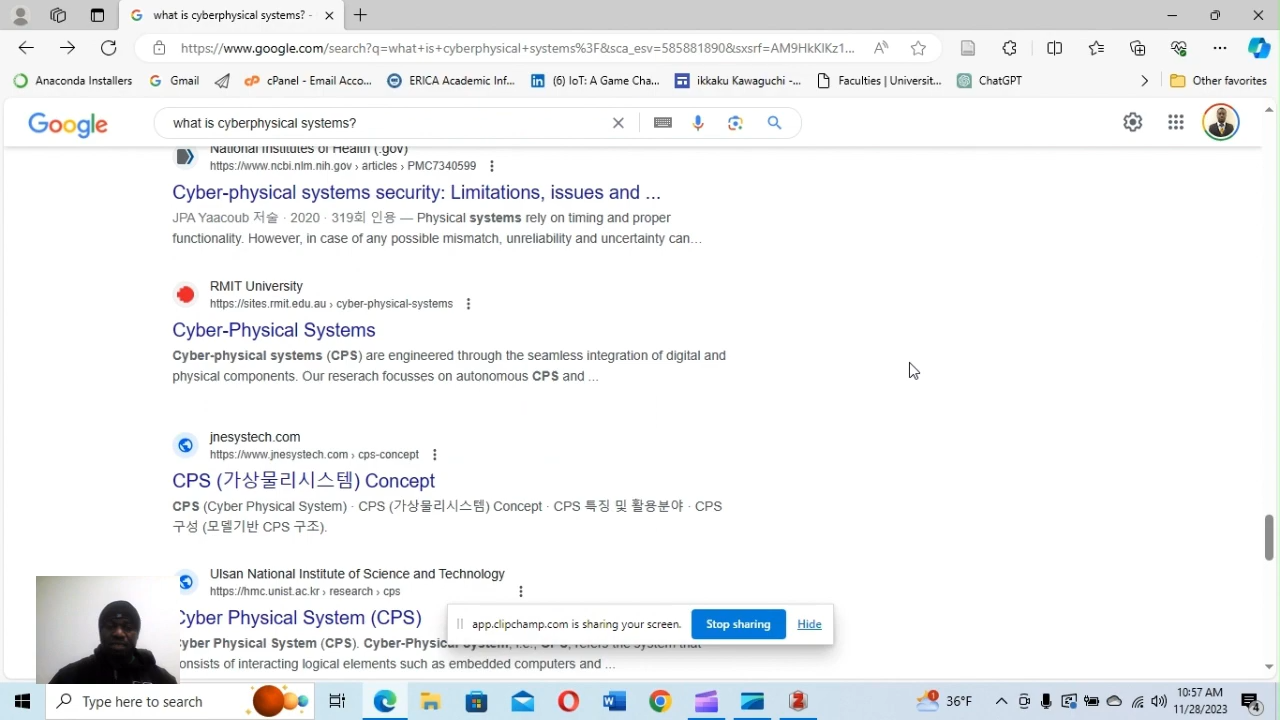 what is cyberphysical systems? -
https://www.google.com/search?q=what+is+cyberphysical+systems%3F&sca_esv=585881890&sxsrf=AM9HkKlKz1...
Anaconda Installers
Gmail
cPanel - Email Acco...
ERICA Academic Inf...
(6) IoT: A Game Cha...
ikkaku Kawaguchi -...
Faculties | Universit...
ChatGPT
Other favorites
Google
what is cyberphysical systems?
National Institutes of Health (.gov)
https://www.ncbi.nlm.nih.gov › articles › PMC7340599
Cyber-physical systems security: Limitations, issues and ...
JPA Yaacoub 저술 · 2020 · 319회 인용 — Physical systems rely on timing and proper
functionality. However, in case of any possible mismatch, unreliability and uncertainty can...
RMIT University
https://sites.rmit.edu.au › cyber-physical-systems
Cyber-Physical Systems
Cyber-physical systems (CPS) are engineered through the seamless integration of digital and
physical components. Our reserach focusses on autonomous CPS and ...
jnesystech.com
https://www.jnesystech.com › cps-concept
CPS (가상물리시스템) Concept
CPS (Cyber Physical System) · CPS (가상물리시스템) Concept · CPS 특징 및 활용분야 · CPS
구성 (모델기반 CPS 구조).
Ulsan National Institute of Science and Technology
https://hmc.unist.ac.kr › research › cps
Cyber Physical System (CPS)
Cyber Physical System (CPS). Cyber-Physical System, i.e., CPS, refers the system that
consists of interacting logical elements such as embedded computers and ...
app.clipchamp.com is sharing your screen.
Stop sharing
Hide
Type here to search
36°F
10:57 AM
11/28/2023
4